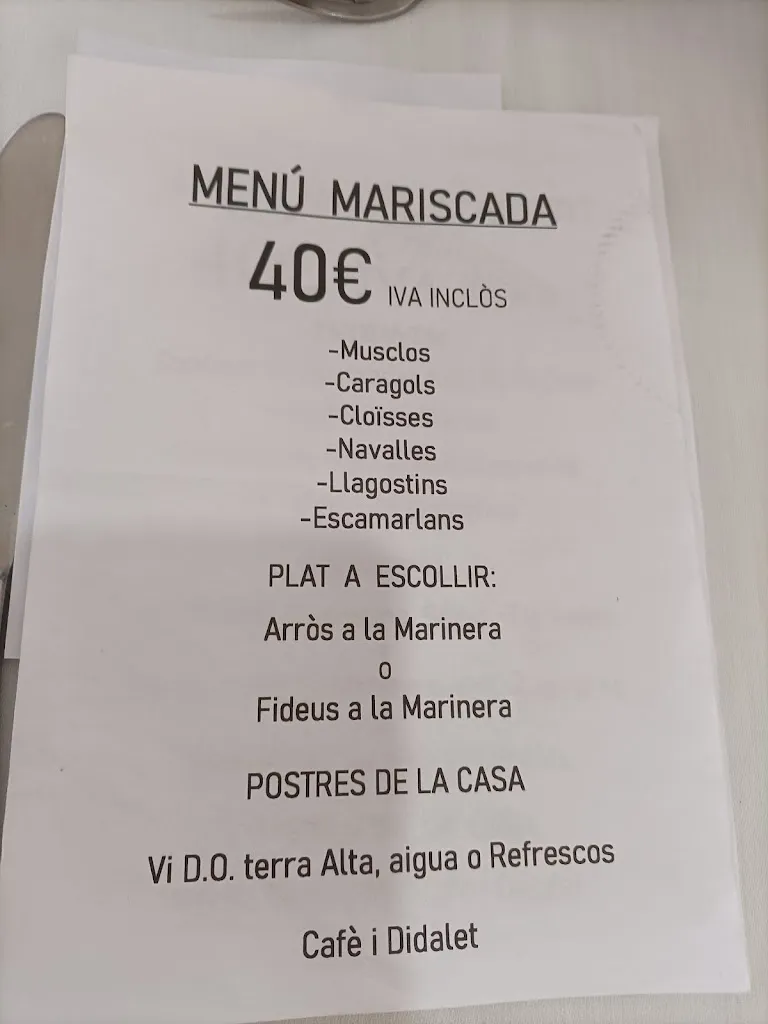 MENÚ MARISCADA
40€ IVA INCLÒS
-Musclos
-Caragols
-Cloïsses
-Navalles
-Llagostins
-Escamarlans
PLAT A ESCOLLIR:
Arròs a la Marinera
o
Fideus a la Marinera
POSTRES DE LA CASA
Vi D.O. terra Alta, aigua o Refrescos
Cafè i Didalet